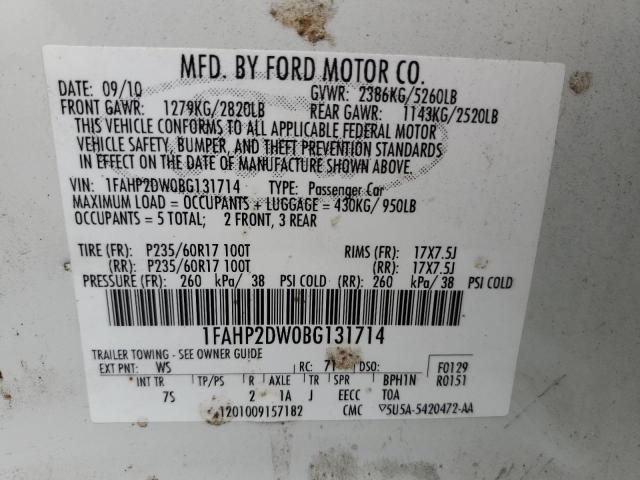 MFD. BY FORD MOTOR CO.
DATE: 09/10 GVWR: 2386KG/5260LB
FRONT GAWR: 1279KG/2820LB REAR GAWR: 1143KG/2520LB
THIS VEHICLE CONFORMS TO ALL APPLICABLE FEDERAL MOTOR
VEHICLE SAFETY, BUMPER, AND THEFT PREVENTION STANDARDS
IN EFFECT ON THE DATE OF MANUFACTURE SHOWN ABOVE.
VIN: 1FAHP2DW0BG131714 TYPE: Passenger Car
MAXIMUM LOAD = OCCUPANTS + LUGGAGE = 430KG/ 950LB
OCCUPANTS = 5 TOTAL; 2 FRONT, 3 REAR
TIRE (FR): P235/60R17 100T RIMS (FR): 17X7.5J
(RR): P235/60R17 100T (RR): 17X7.5J
PRESSURE (FR): 260 kPa/ 38 PSI COLD (RR): 260 kPa/ 38 PSI COLD
1FAHP2DW0BG131714
TRAILER TOWING - SEE OWNER GUIDE
EXT PNT: WS RC: 71 DSO: F0129
R0151
INT TR TP/PS R AXLE TR SPR BPH1N
7S 2 1A J EECC TOA
1201009157182 CMC 5U5A-5420472-AA